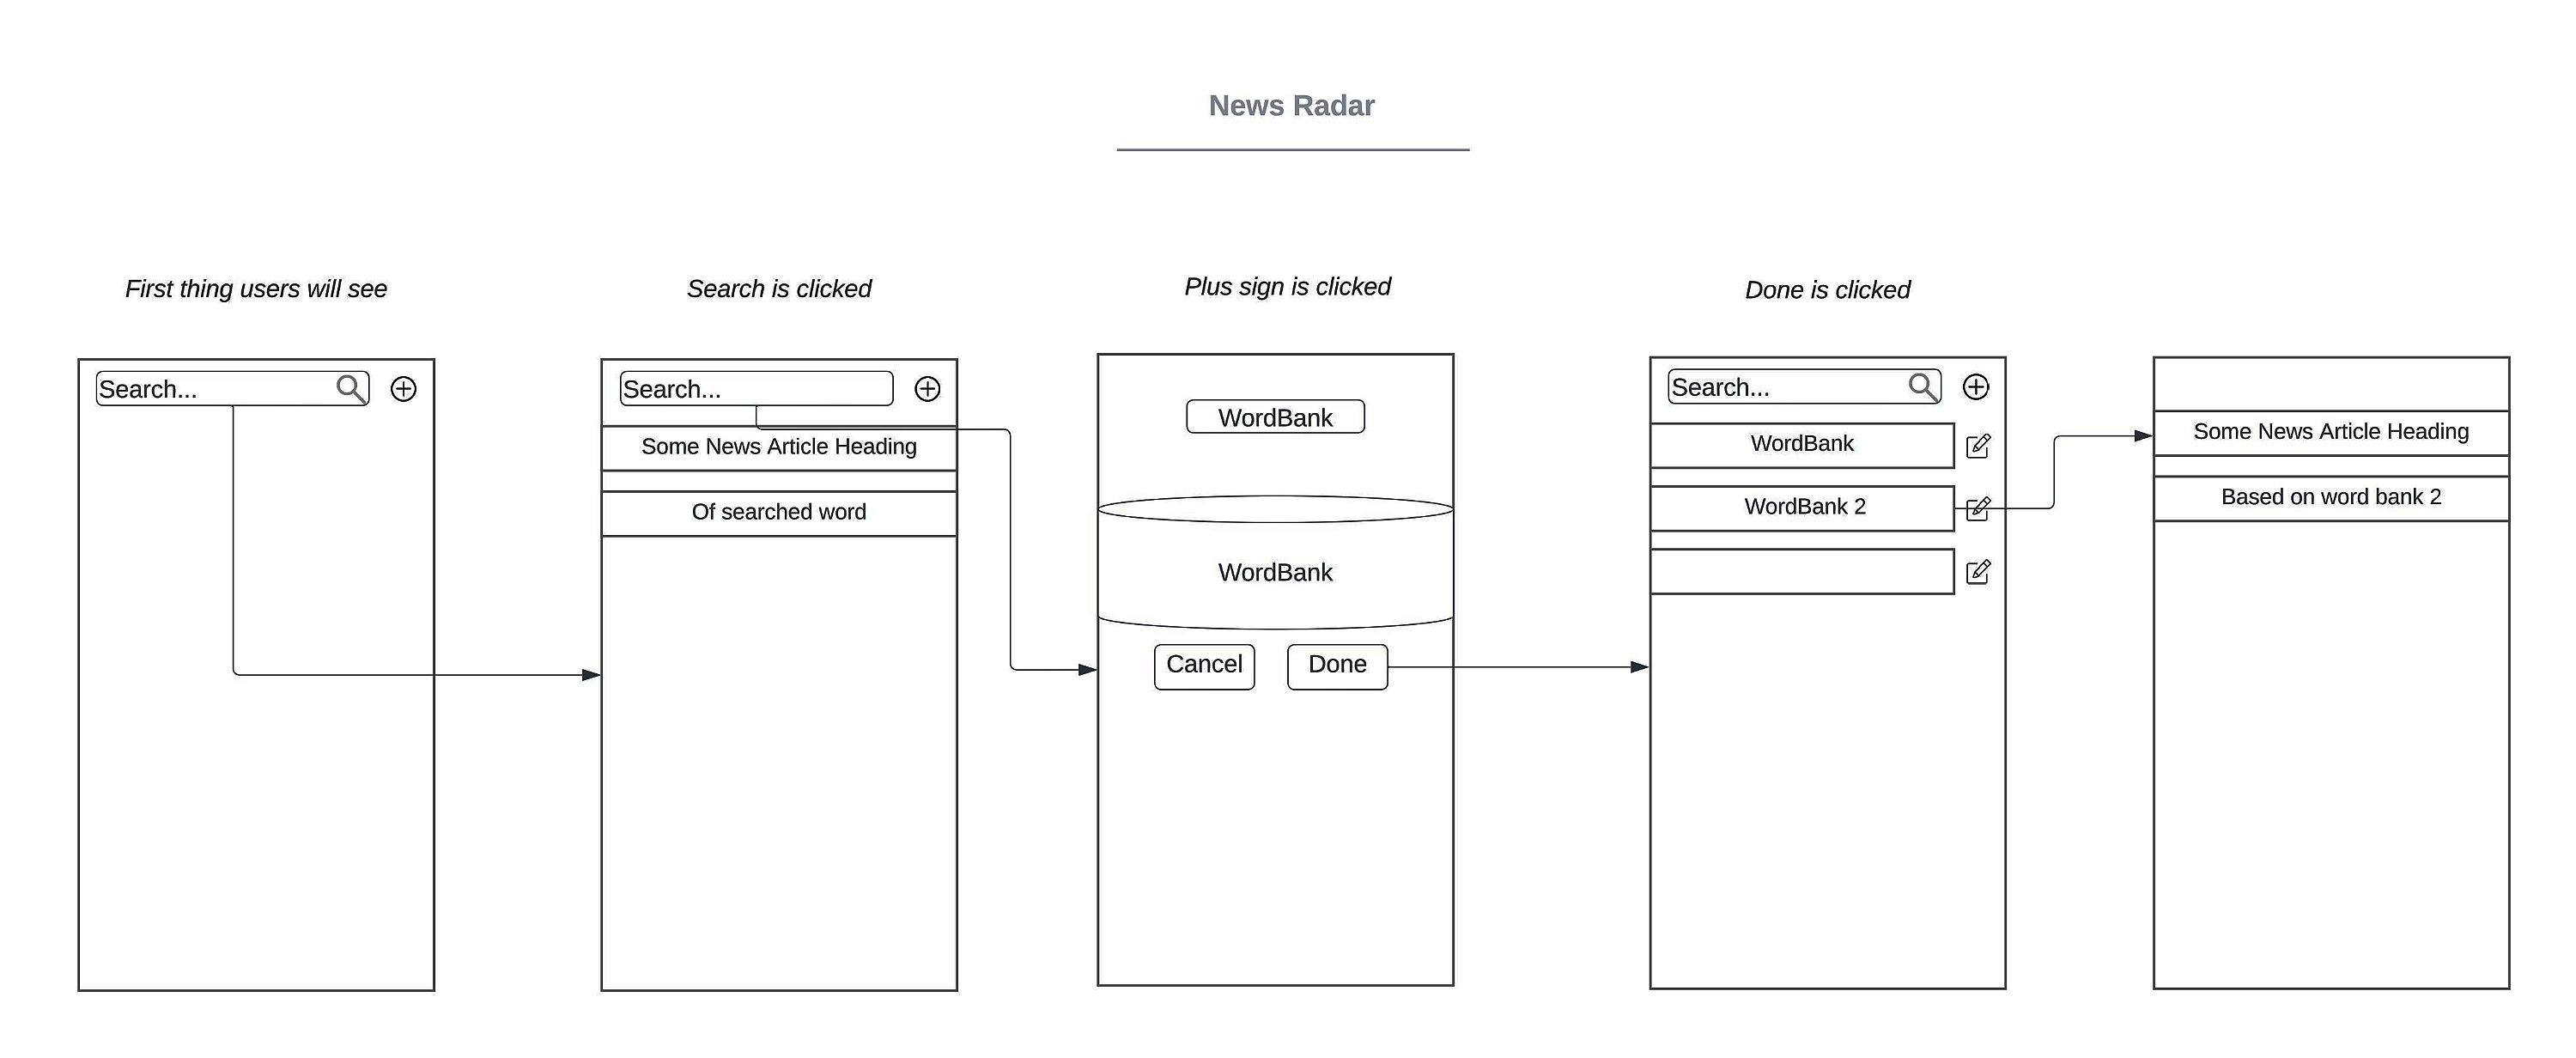 News Radar
First thing users will see
Search is clicked
Plus sign is clicked
Done is clicked
Search...
Search...
Some News Article Heading
Of searched word
WordBank
WordBank
Cancel
Done
Search...
WordBank
WordBank 2
Some News Article Heading
Based on word bank 2